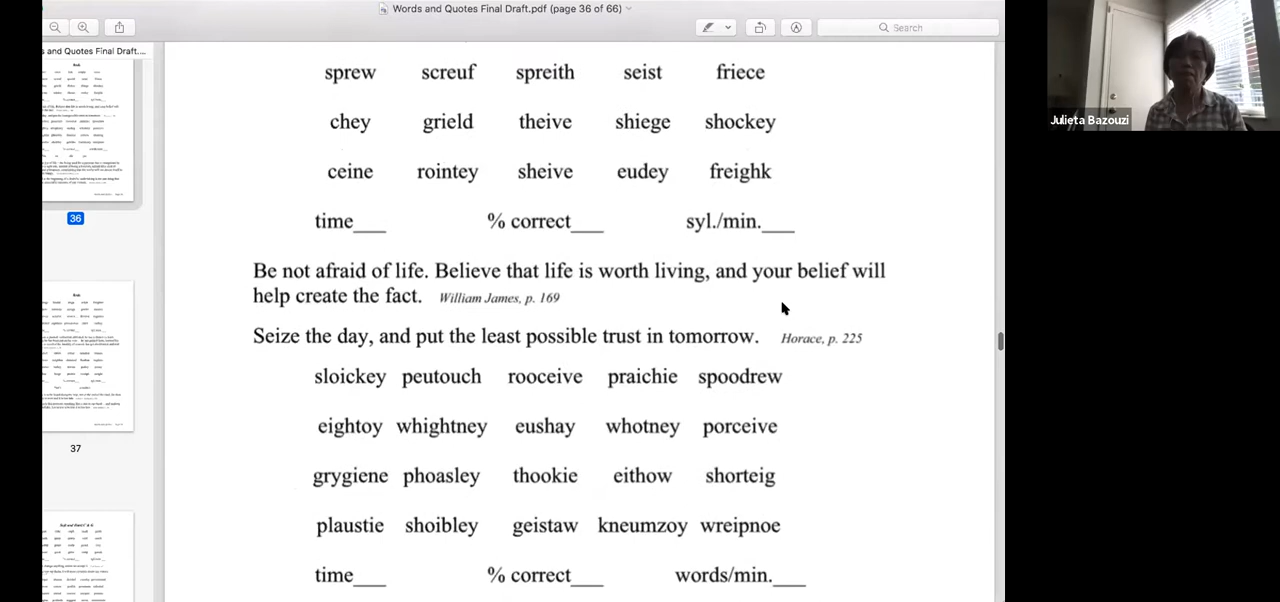 Words and Quotes Final Draft.pdf (page 36 of 66)
Search
s and Quotes Final Draft....
36
37
sprew screuf spreith seist friece
chey grield theive shiege shockey
ceine rointey sheive eudey freighk
time___ % correct___ syl./min.___
Be not afraid of life. Believe that life is worth living, and your belief will
help create the fact. William James, p. 169
Seize the day, and put the least possible trust in tomorrow. Horace, p. 225
sloickey peutouch rooceive praichie spoodrew
eightoy whightney eushay whotney porceive
grygiene phoasley thookie eithow shorteig
plaustie shoibley geistaw kneumzoy wreipnoe
time___ % correct___ words/min.___
Julieta Bazouzi